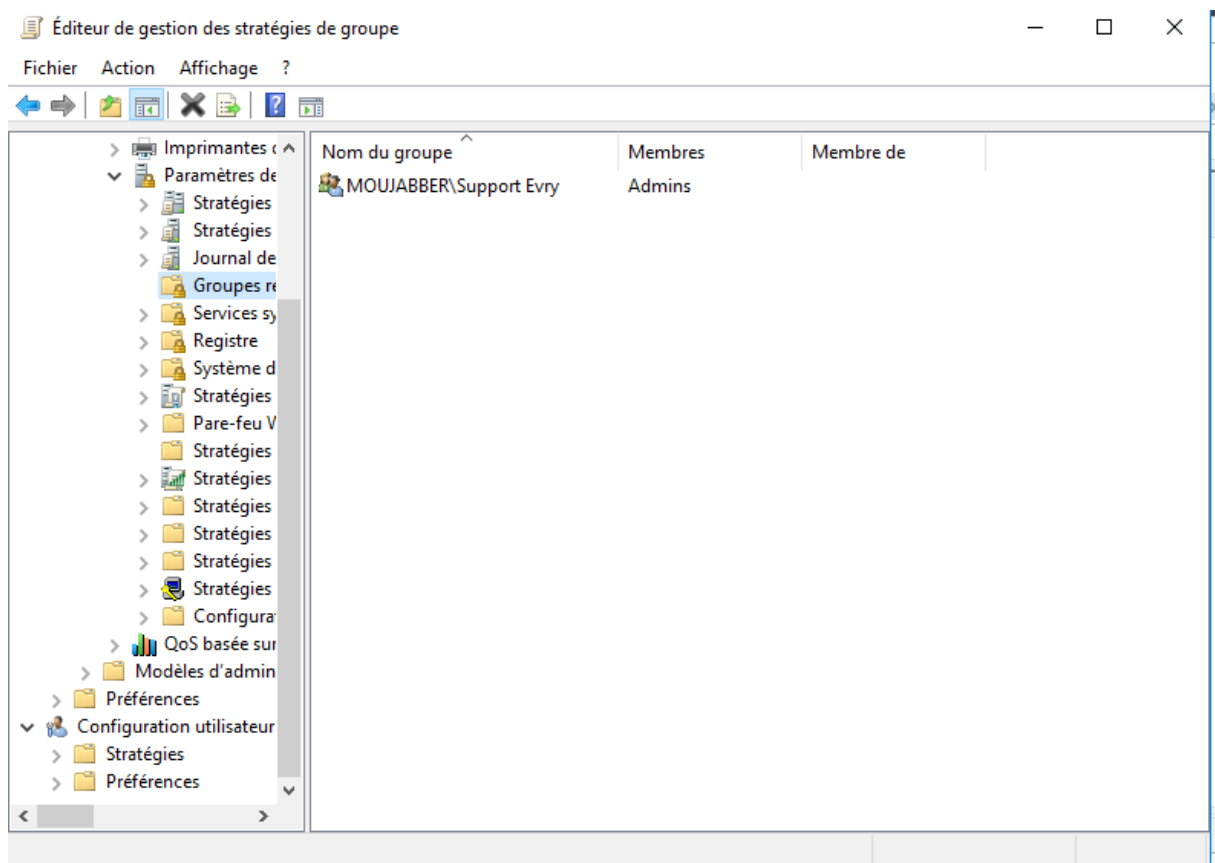 Éditeur de gestion des stratégies de groupe
Fichier Action Affichage ?
Imprimantes
Paramètres de
Stratégies
Stratégies
Journal de
Groupes re
Services sy
Registre
Système d
Stratégies
Pare-feu W
Stratégies
Stratégies
Stratégies
Stratégies
Stratégies
Stratégies
Configurat
QoS basée sur
Modèles d'admin
Préférences
Configuration utilisateur
Stratégies
Préférences
Nom du groupe Membres Membre de
MOUJABBER\Support Evry Admins